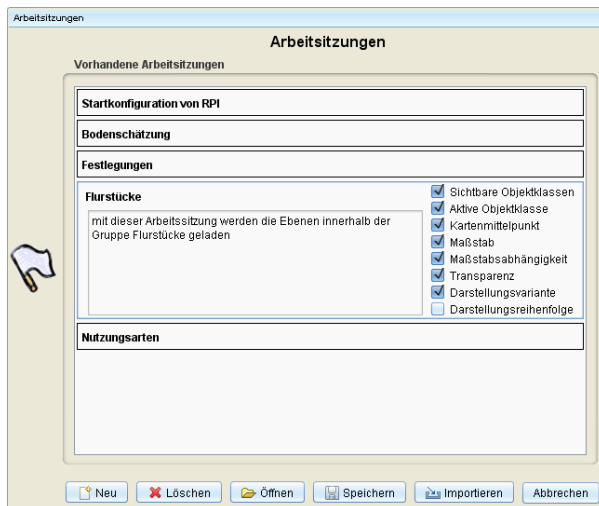 Arbeitsitzungen
Arbeitsitzungen
Vorhandene Arbeitsitzungen
Startkonfiguration von RPI
Bodenschätzung
Festlegungen
Flurstücke
mit dieser Arbeitssitzung werden die Ebenen innerhalb der
Gruppe Flurstücke geladen
Sichtbare Objektklassen
Aktive Objektklasse
Kartenmittelpunkt
Maßstab
Maßstabsabhängigkeit
Transparenz
Darstellungsvariante
Darstellungsreihenfolge
Nutzungsarten
Neu
Löschen
Öffnen
Speichern
Importieren
Abbrechen